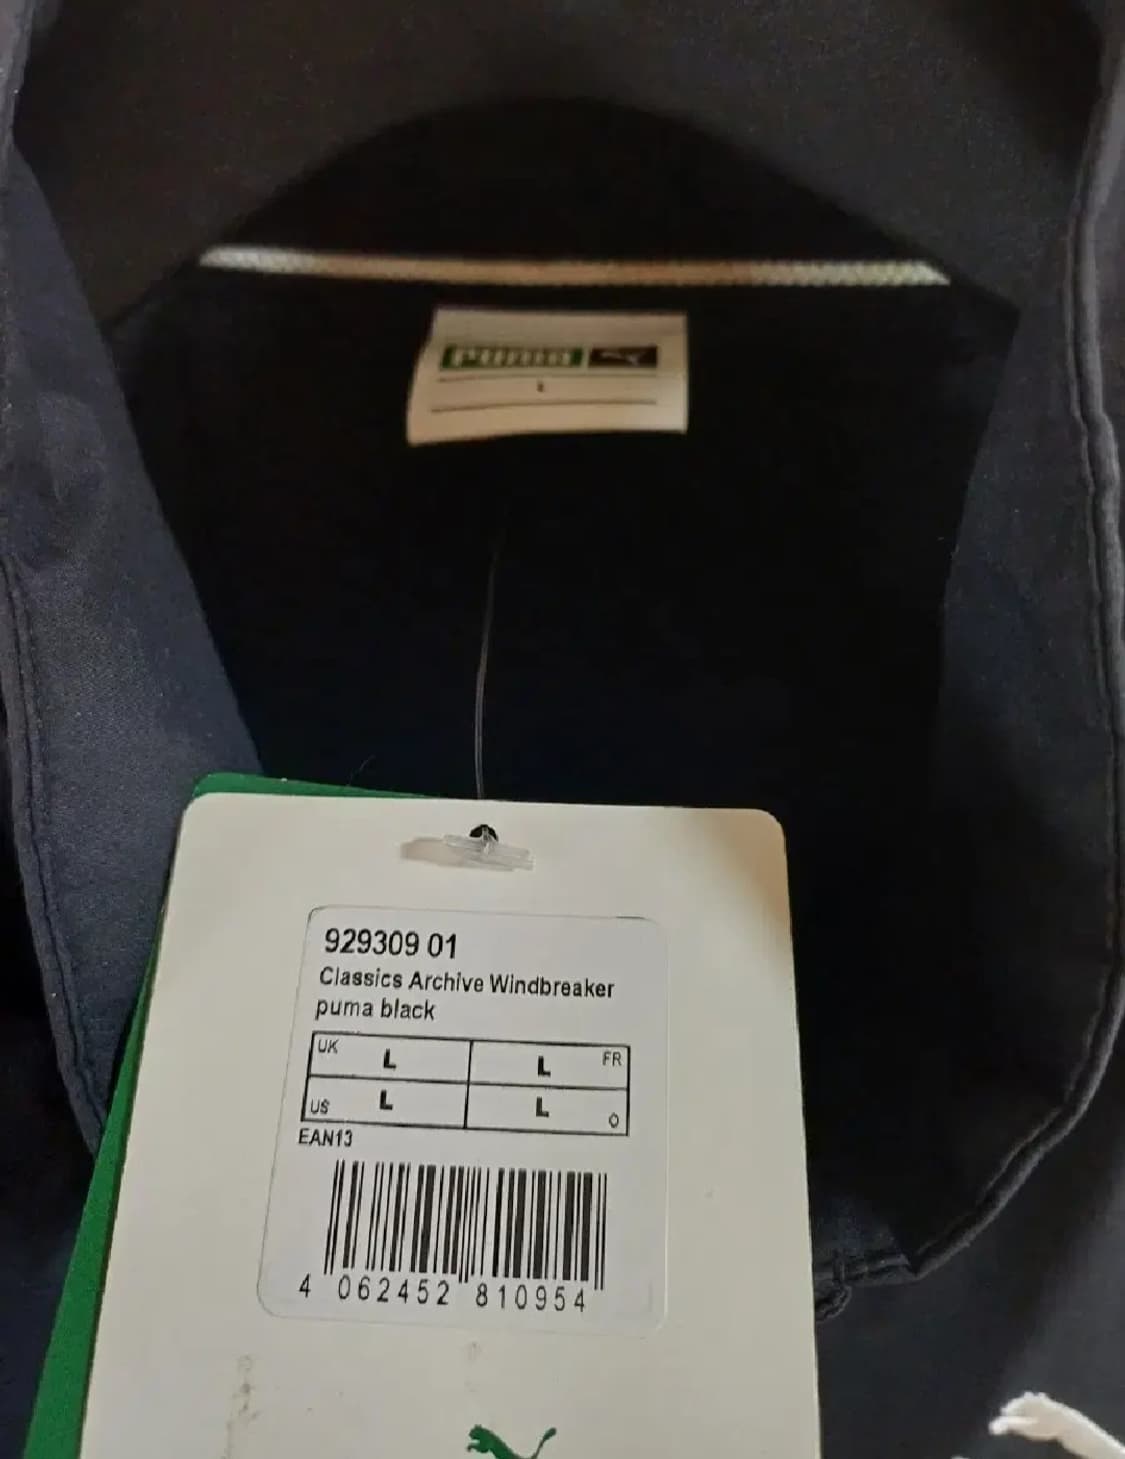 PUMA
L
929309 01
Classics Archive Windbreaker
puma black
UK L L FR
US L L O
EAN13
4 062452 810954